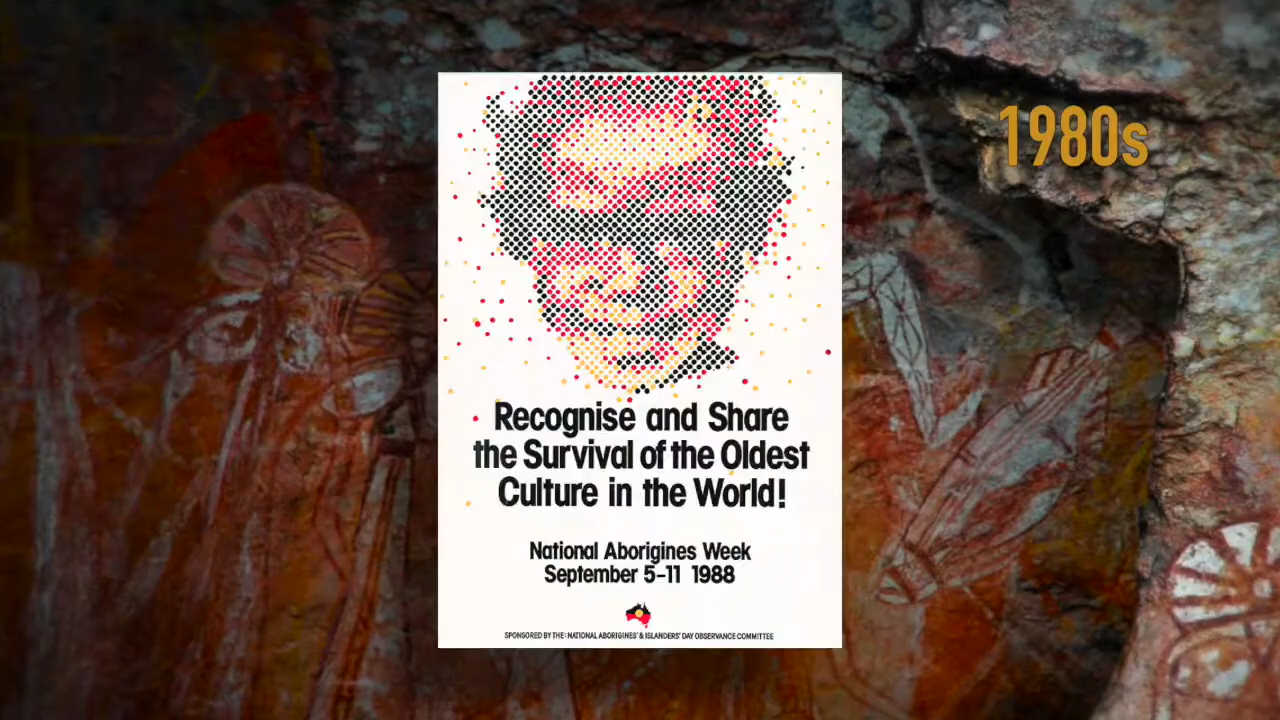 1980s
Recognise and Share
the Survival of the Oldest
Culture in the World!
National Aborigines Week
September 5-11 1988
SPONSORED BY THE: NATIONAL ABORIGINES' & ISLANDERS' DAY OBSERVANCE COMMITTEE